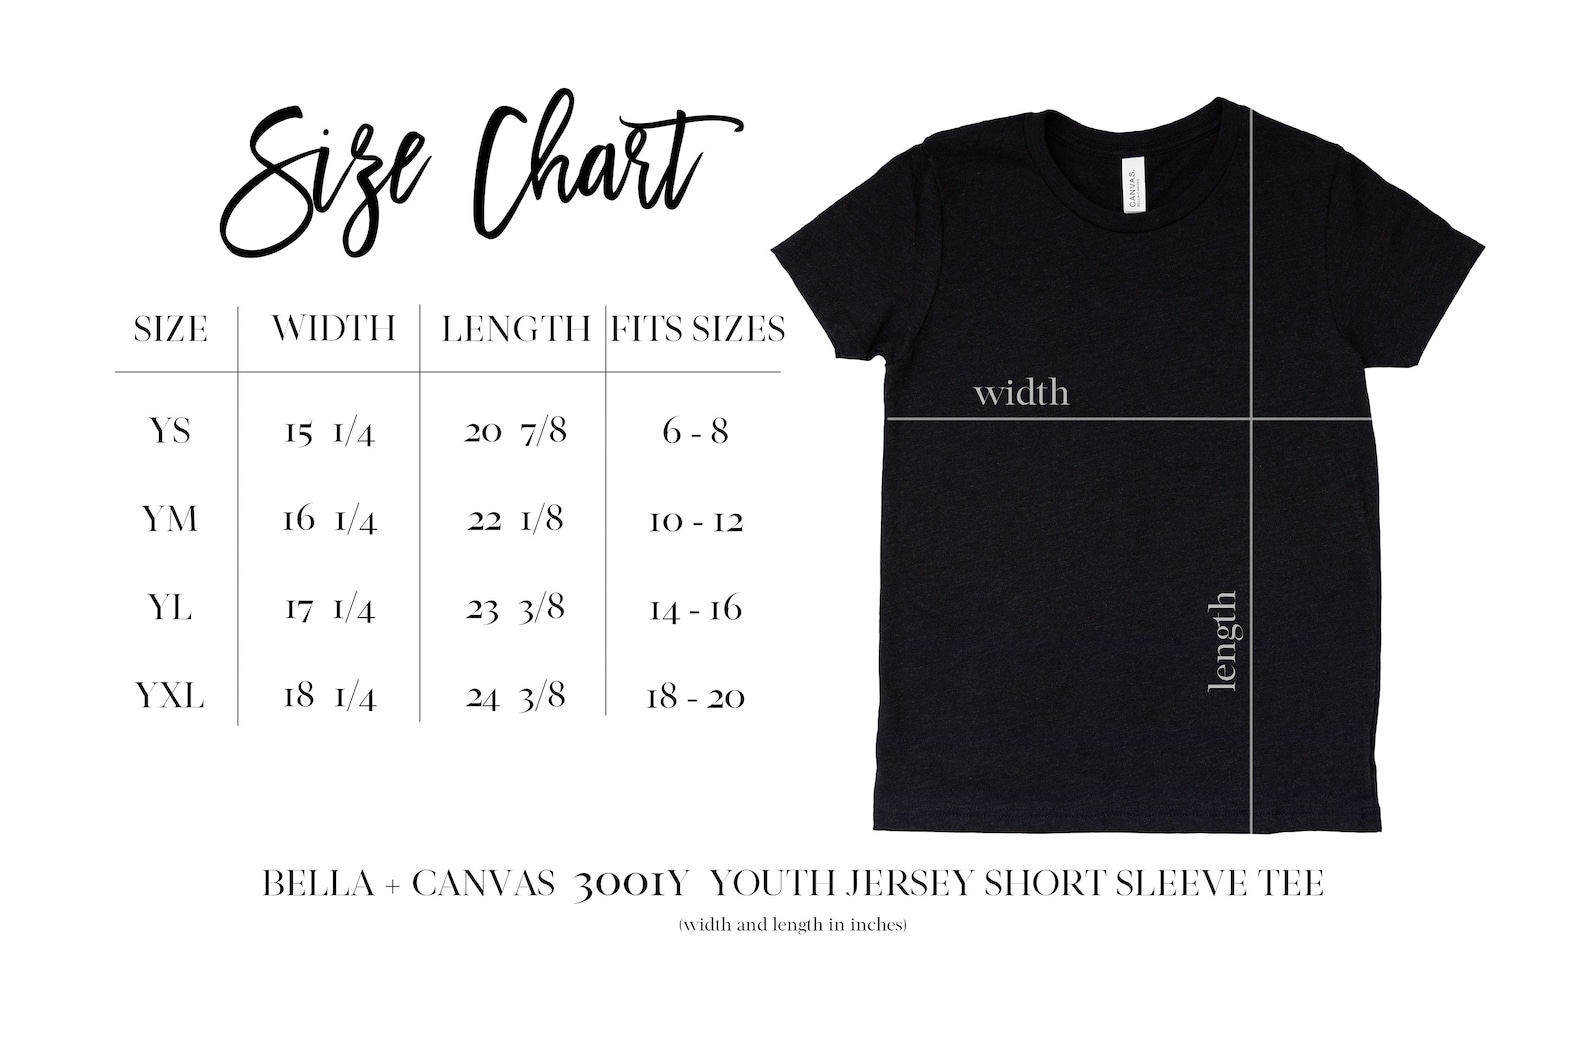 Size Chart
SIZE WIDTH LENGTH FITS SIZES
YS 15 1/4 20 7/8 6 - 8
YM 16 1/4 22 1/8 10 - 12
YL 17 1/4 23 3/8 14 - 16
YXL 18 1/4 24 3/8 18 - 20
CANVAS.
width
length
BELLA + CANVAS 3001Y YOUTH JERSEY SHORT SLEEVE TEE
(width and length in inches)